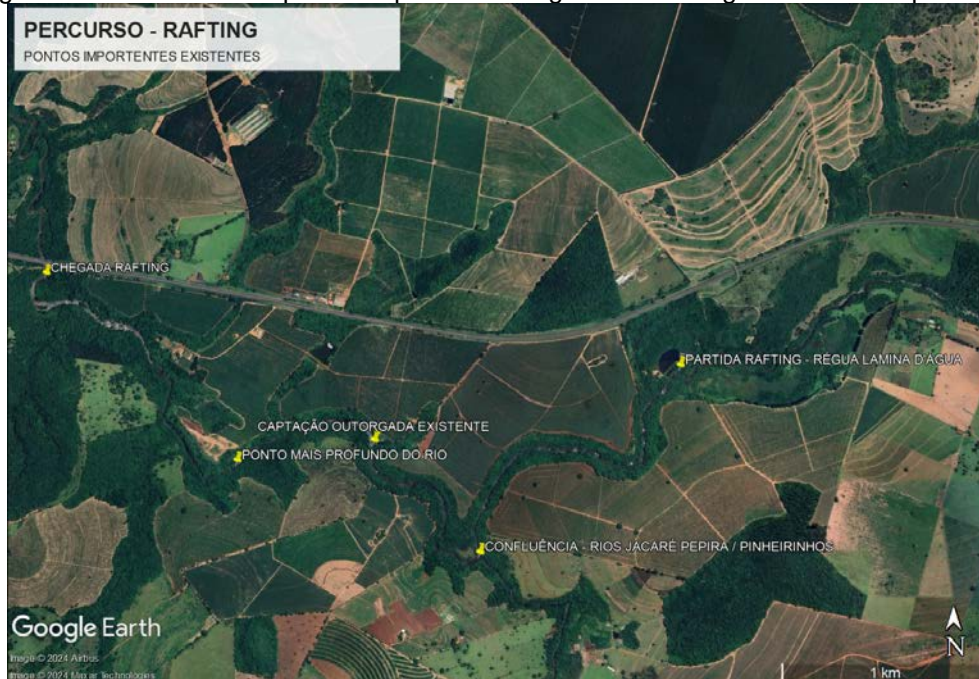 PERCURSO - RAFTING
PONTOS IMPORTENTES EXISTENTES
CHEGADA RAFTING
PARTIDA RAFTING - RÉGUA LAMINA D'ÁGUA
CAPTAÇÃO OUTORGADA EXISTENTE
PONTO MAIS PROFUNDO DO RIO
CONFLUÊNCIA - RIOS JACARÉ PEPIRA / PINHEIRINHOS
Google Earth
Image © 2024 Airbus
Image © 2024 Maxar Technologies
N
1 km